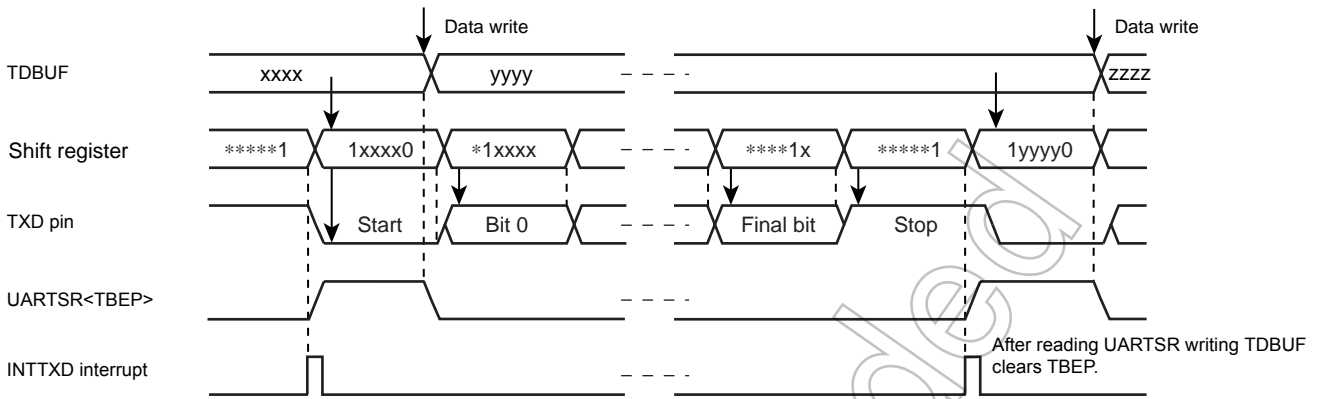 Data write Data write
TDBUF xxxx yyyy zzzz
Shift register *****1 1xxxx0 *1xxxx ****1x *****1 1yyyy0
TXD pin Start Bit 0 Final bit Stop
UARTSR<TBEP>
After reading UARTSR writing TDBUF
INTTXD interrupt clears TBEP.
ded